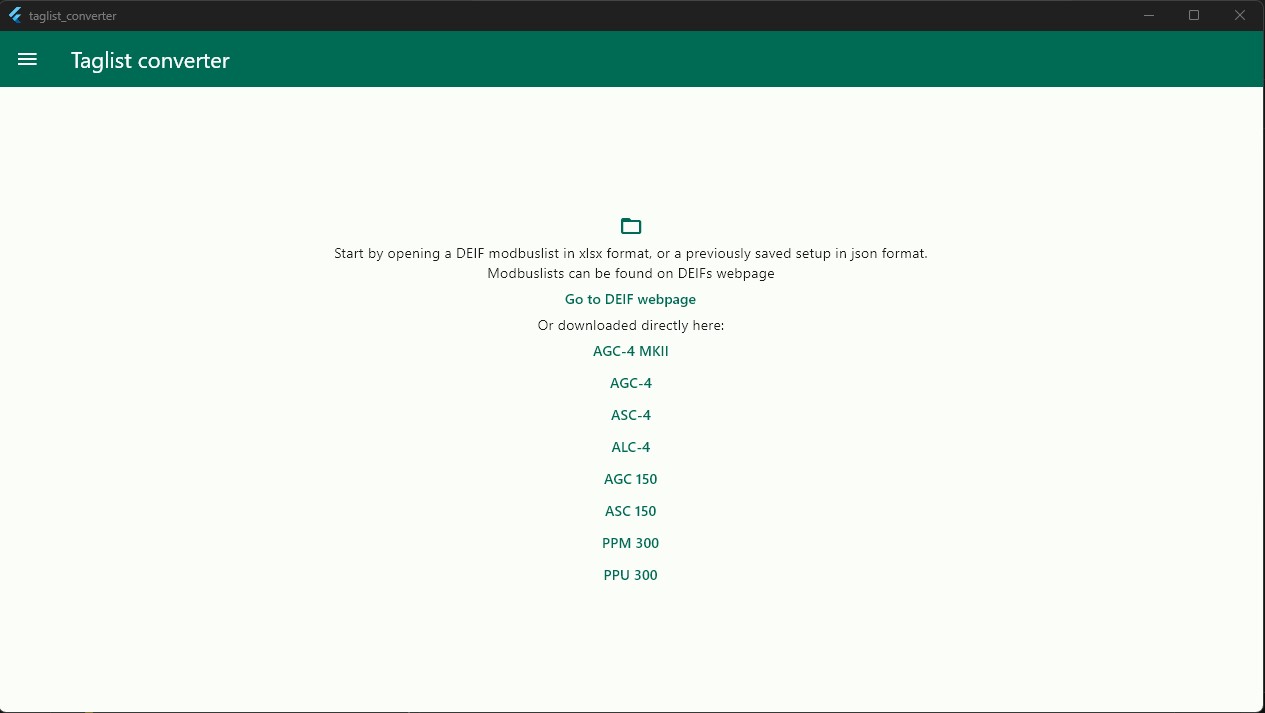 taglist_converter
Taglist converter
Start by opening a DEIF modbuslist in xlsx format, or a previously saved setup in json format.
Modbuslists can be found on DEIFs webpage
Go to DEIF webpage
Or downloaded directly here:
AGC-4 MKII
AGC-4
ASC-4
ALC-4
AGC 150
ASC 150
PPM 300
PPU 300